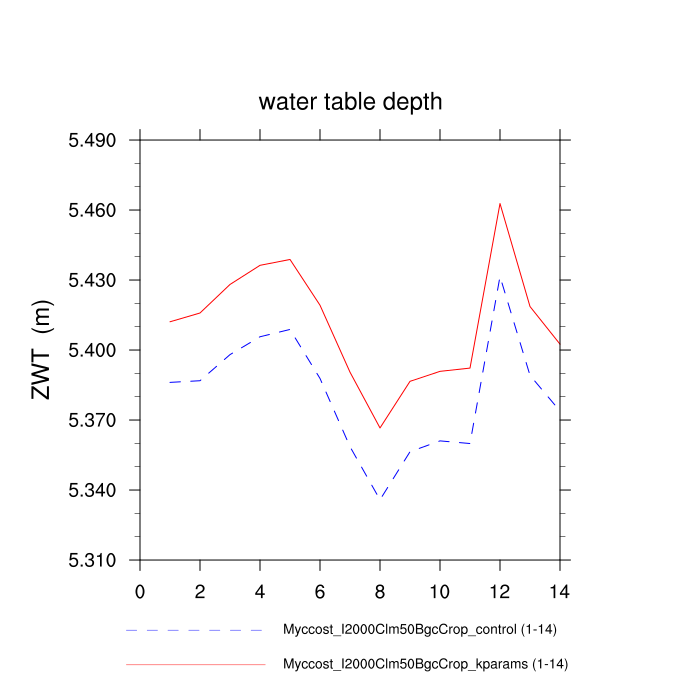 water table depth
5.490
5.460
5.430
5.400
5.370
5.340
5.310
ZWT (m)
0 2 4 6 8 10 12 14
Myccost_I2000Clm50BgcCrop_control (1-14)
Myccost_I2000Clm50BgcCrop_kparams (1-14)